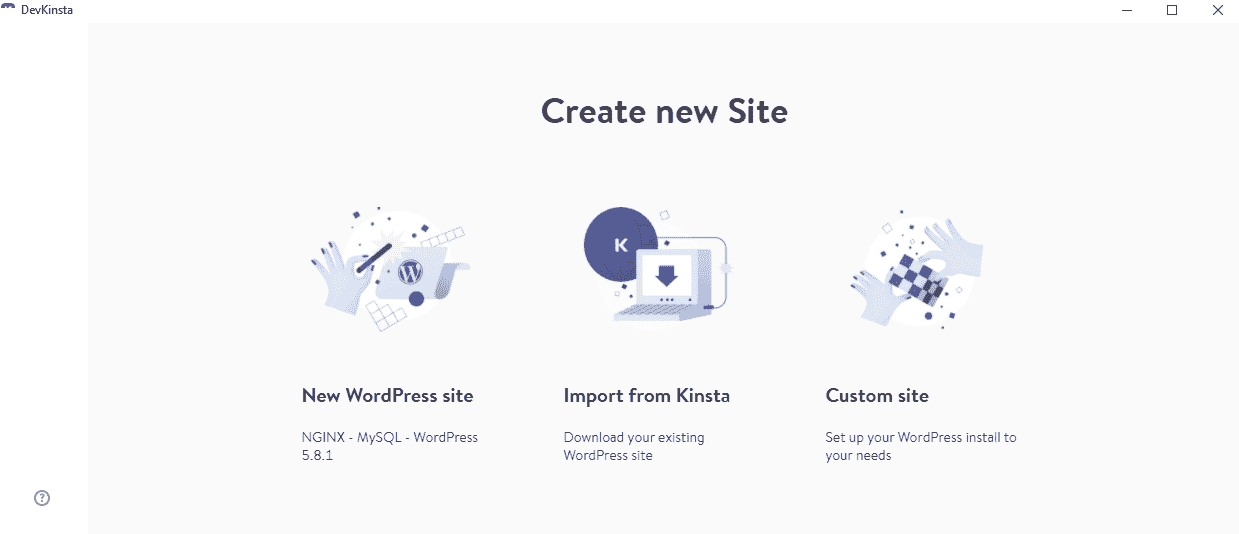 DevKinsta
Create new Site
K
New WordPress site
NGINX - MySQL - WordPress
5.8.1
Import from Kinsta
Download your existing
WordPress site
Custom site
Set up your WordPress install to
your needs
?